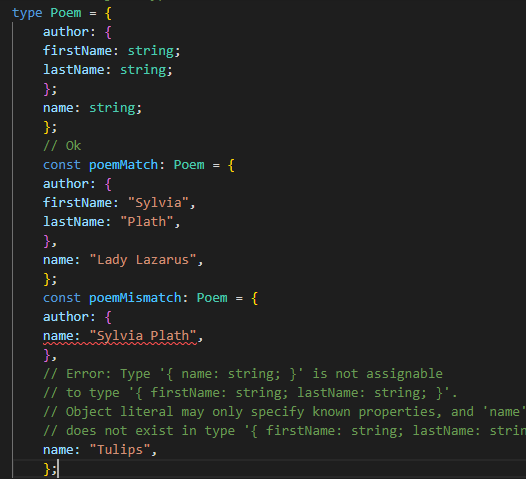 type Poem = {
author: {
firstName: string;
lastName: string;
};
name: string;
};
// Ok
const poemMatch: Poem = {
author: {
firstName: "Sylvia",
lastName: "Plath",
},
name: "Lady Lazarus",
};
const poemMismatch: Poem = {
author: {
name: "Sylvia Plath",
},
// Error: Type '{ name: string; }' is not assignable
// to type '{ firstName: string; lastName: string; }'.
// Object literal may only specify known properties, and 'name'
// does not exist in type '{ firstName: string; lastName:
name: "Tulips",
};